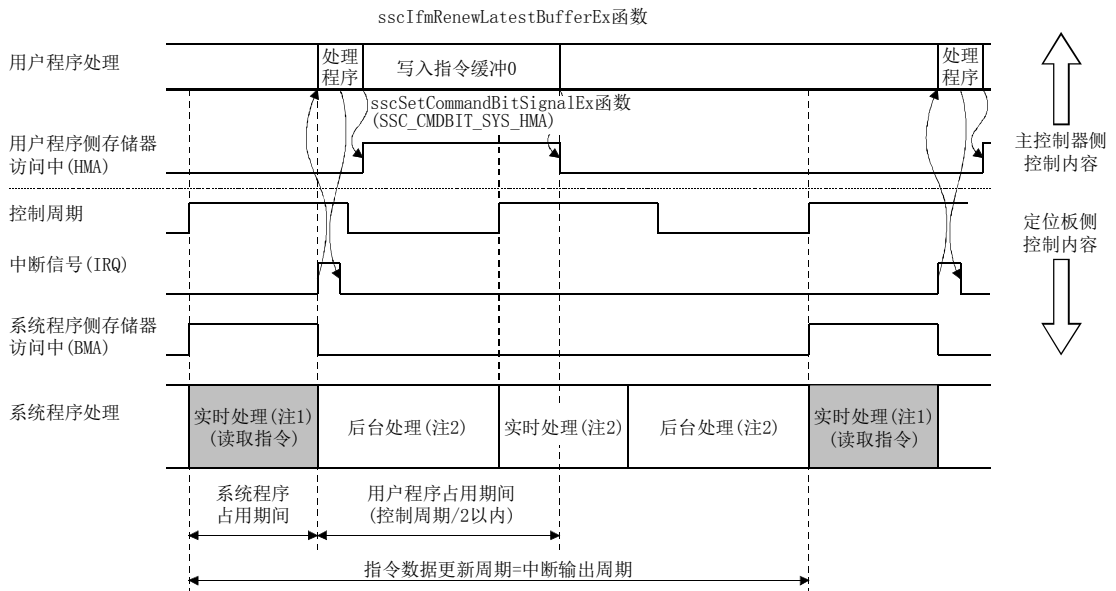 sscIfmRenewLatestBufferEx函数
用户程序处理
处理
程序
写入指令缓冲0
处理
程序
sscSetCommandBitSignalEx函数
(SSC_CMDBIT_SYS_HMA)
用户程序侧存储器
访问中(HMA)
主控制器侧
控制内容
控制周期
定位板侧
控制内容
中断信号(IRQ)
系统程序侧存储器
访问中(BMA)
系统程序处理
实时处理(注1)
(读取指令)
后台处理(注2)
实时处理(注2)
后台处理(注2)
实时处理(注1)
(读取指令)
系统程序
占用期间
用户程序占用期间
(控制周期/2以内)
指令数据更新周期=中断输出周期